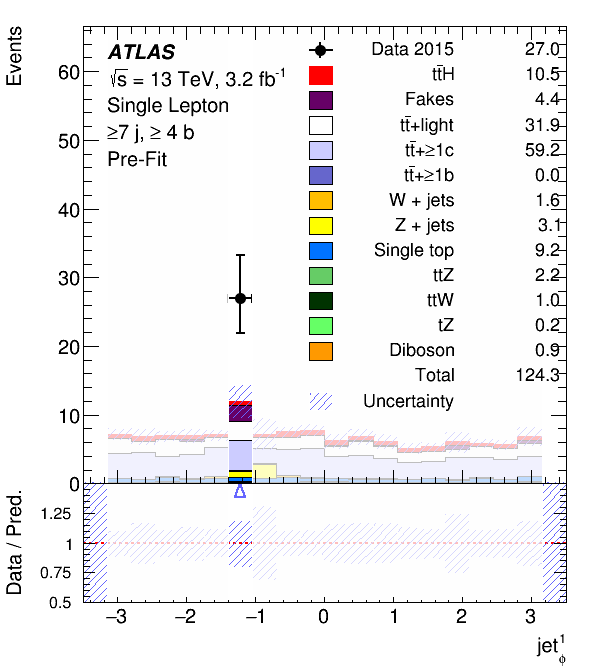 Events
ATLAS
√s = 13 TeV, 3.2 fb⁻¹
Single Lepton
≥7 j, ≥ 4 b
Pre-Fit
Data 2015 27.0
tt̄H 10.5
Fakes 4.4
tt̄+light 31.9
tt̄+≥1c 59.2
tt̄+≥1b 0.0
W + jets 1.6
Z + jets 3.1
Single top 9.2
ttZ 2.2
ttW 1.0
tZ 0.2
Diboson 0.9
Total 124.3
Uncertainty
60
50
40
30
20
10
0
Data / Pred.
1.25
1
0.75
0.5
−3 −2 −1 0 1 2 3
jet¹ϕ